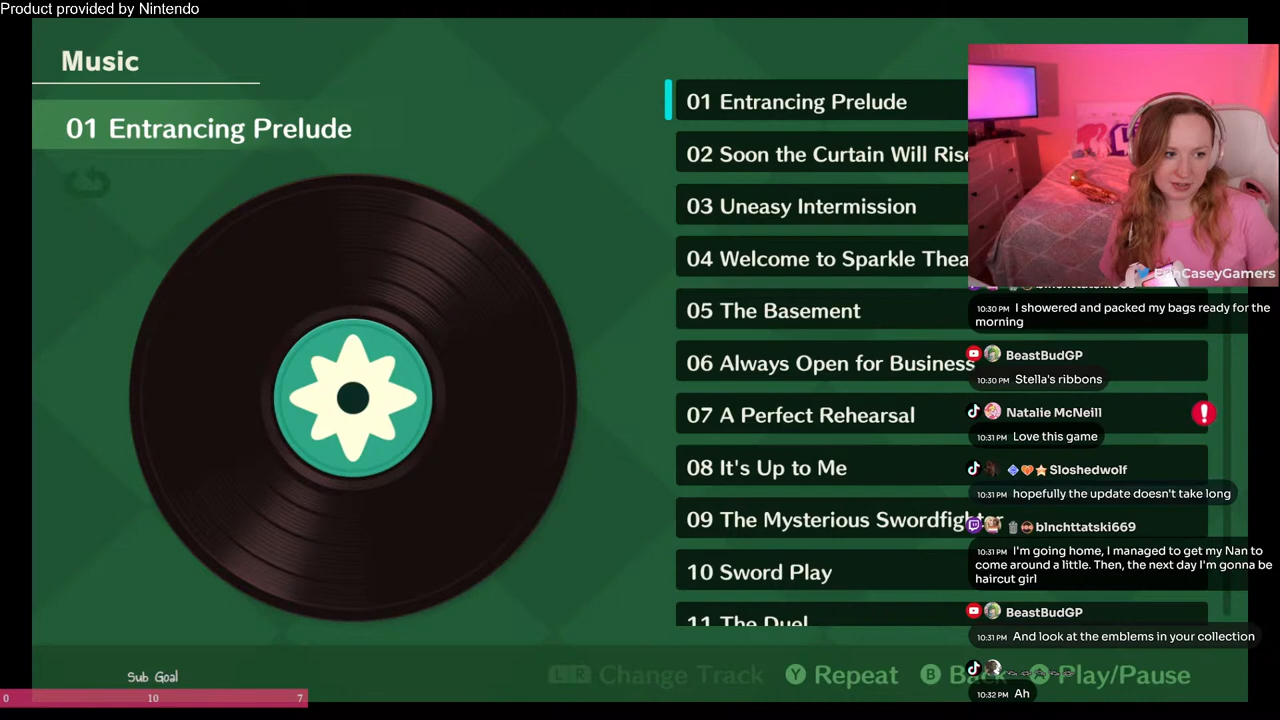 Product provided by Nintendo
Music
01 Entrancing Prelude
01 Entrancing Prelude
02 Soon the Curtain Will Rise
03 Uneasy Intermission
04 Welcome to Sparkle Thea
05 The Basement
06 Always Open for Business
07 A Perfect Rehearsal
08 It's Up to Me
09 The Mysterious Swordfighter
10 Sword Play
11 The Duel
L R Change Track
Y Repeat
B Back
Play/Pause
Sub Goal
0 10 7
ErinCaseyGamers
10:30 PM I showered and packed my bags ready for the
morning
BeastBudGP
10:30 PM Stella's ribbons
Natalie McNeill
10:31 PM Love this game
Sloshedwolf
10:31 PM hopefully the update doesn't take long
blnchttatski669
10:31 PM I'm going home, I managed to get my Nan to
come around a little. Then, the next day I'm gonna be
haircut girl
BeastBudGP
10:31 PM And look at the emblems in your collection
10:32 PM Ah